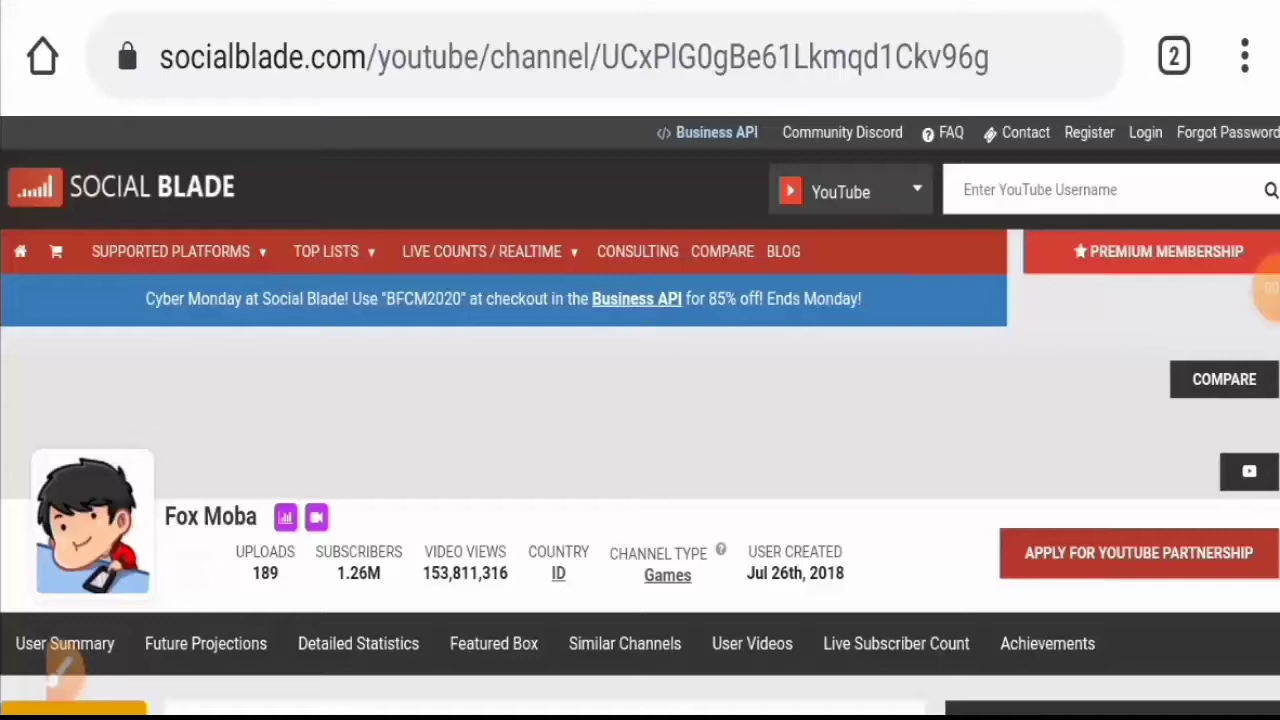 socialblade.com/youtube/channel/UCxPlG0gBe61Lkmqd1Ckv96g
2
Business API Community Discord FAQ Contact Register Login Forgot Password
SOCIAL BLADE
YouTube
Enter YouTube Username
SUPPORTED PLATFORMS TOP LISTS LIVE COUNTS / REALTIME CONSULTING COMPARE BLOG
PREMIUM MEMBERSHIP
Cyber Monday at Social Blade! Use "BFCM2020" at checkout in the Business API for 85% off! Ends Monday!
COMPARE
Fox Moba
UPLOADS SUBSCRIBERS VIDEO VIEWS COUNTRY CHANNEL TYPE USER CREATED
189 1.26M 153,811,316 ID Games Jul 26th, 2018
APPLY FOR YOUTUBE PARTNERSHIP
User Summary Future Projections Detailed Statistics Featured Box Similar Channels User Videos Live Subscriber Count Achievements